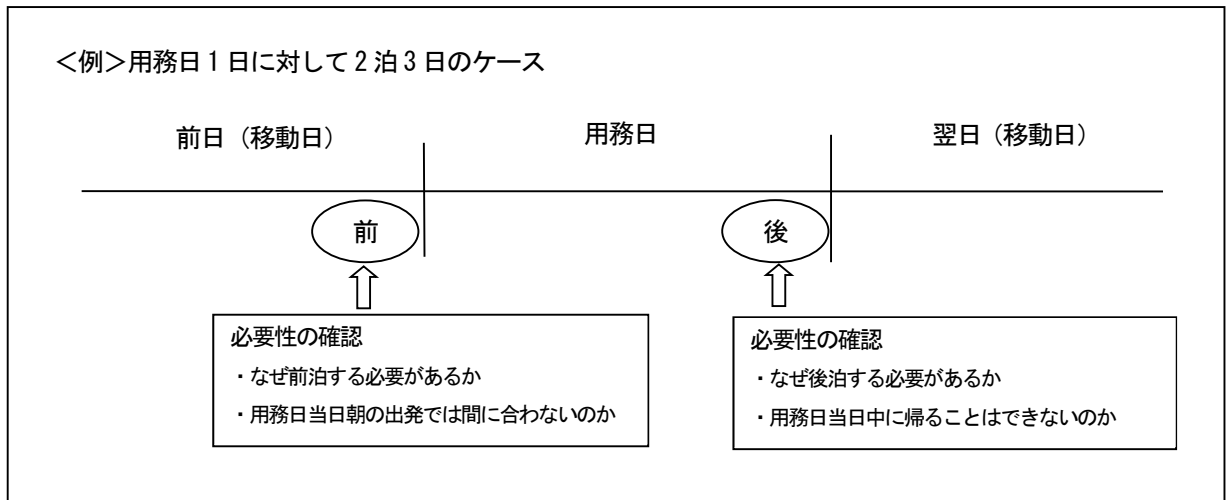 ＜例＞用務日1日に対して2泊3日のケース
前日（移動日）
用務日
翌日（移動日）
前
後
必要性の確認
・なぜ前泊する必要があるか
・用務日当日朝の出発では間に合わないのか
必要性の確認
・なぜ後泊する必要があるか
・用務日当日中に帰ることはできないのか